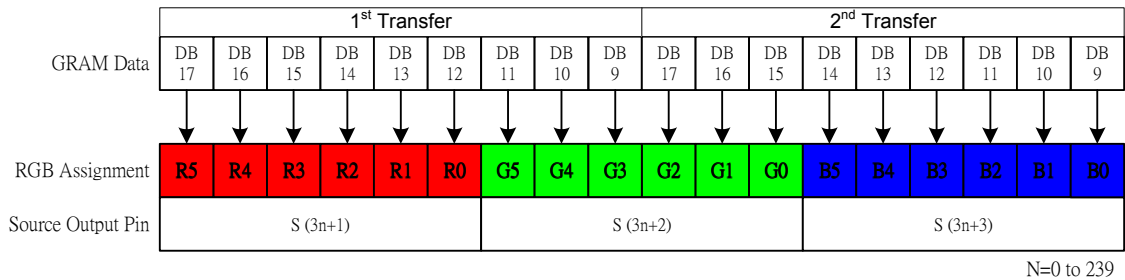 1st Transfer 2nd Transfer
GRAM Data DB 17 DB 16 DB 15 DB 14 DB 13 DB 12 DB 11 DB 10 DB 9 DB 17 DB 16 DB 15 DB 14 DB 13 DB 12 DB 11 DB 10 DB 9
RGB Assignment R5 R4 R3 R2 R1 R0 G5 G4 G3 G2 G1 G0 B5 B4 B3 B2 B1 B0
Source Output Pin S (3n+1) S (3n+2) S (3n+3)
N=0 to 239